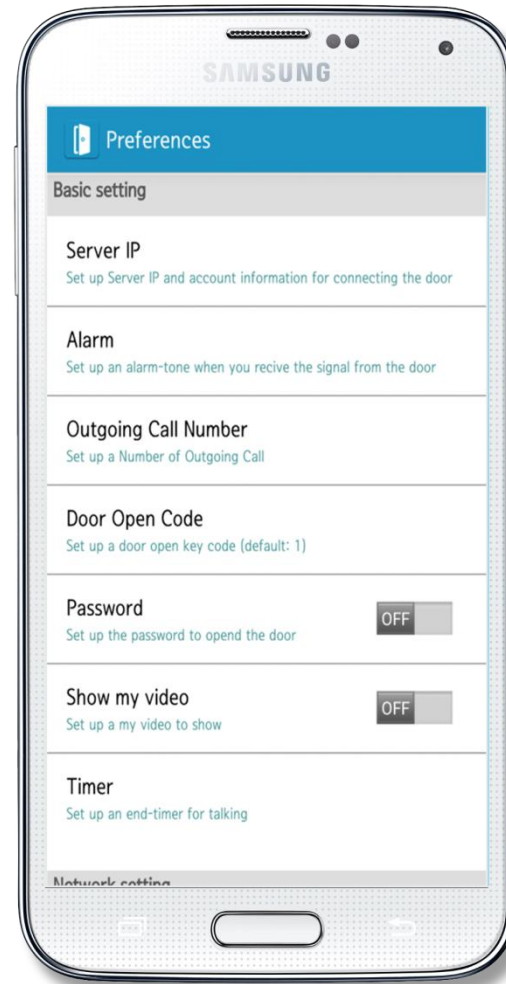 SAMSUNG
Preferences
Basic setting
Server IP
Set up Server IP and account information for connecting the door
Alarm
Set up an alarm-tone when you recive the signal from the door
Outgoing Call Number
Set up a Number of Outgoing Call
Door Open Code
Set up a door open key code (default: 1)
Password
OFF
Set up the password to opend the door
Show my video
OFF
Set up a my video to show
Timer
Set up an end-timer for talking
Network setting